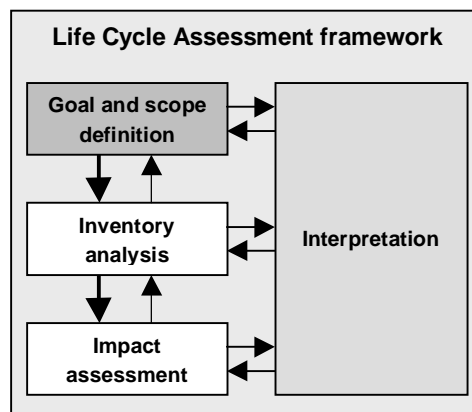 Life Cycle Assessment framework
Goal and scope
definition
Inventory
analysis
Interpretation
Impact
assessment